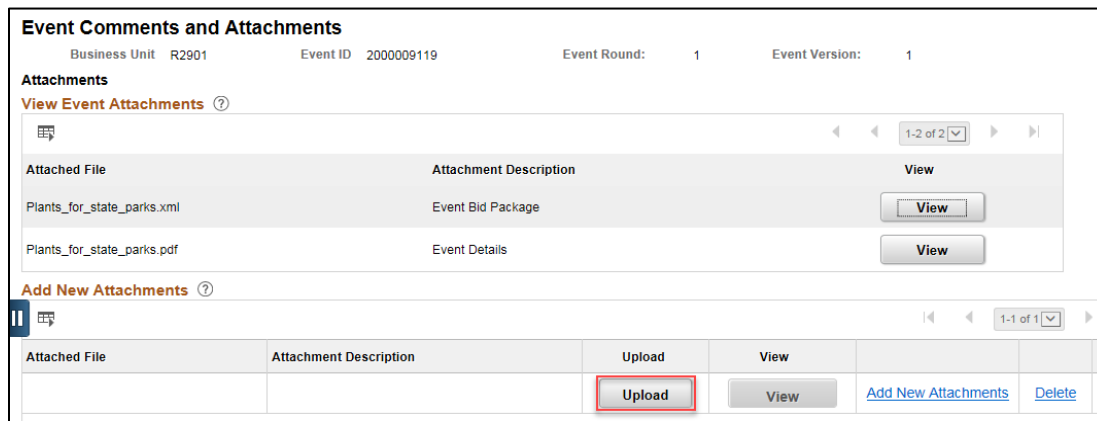 Event Comments and Attachments
Business Unit R2901 Event ID 2000009119 Event Round: 1 Event Version: 1
Attachments
View Event Attachments ?
1-2 of 2
Attached File Attachment Description View
Plants_for_state_parks.xml Event Bid Package View
Plants_for_state_parks.pdf Event Details View
Add New Attachments ?
1-1 of 1
Attached File Attachment Description Upload View
Upload View Add New Attachments Delete